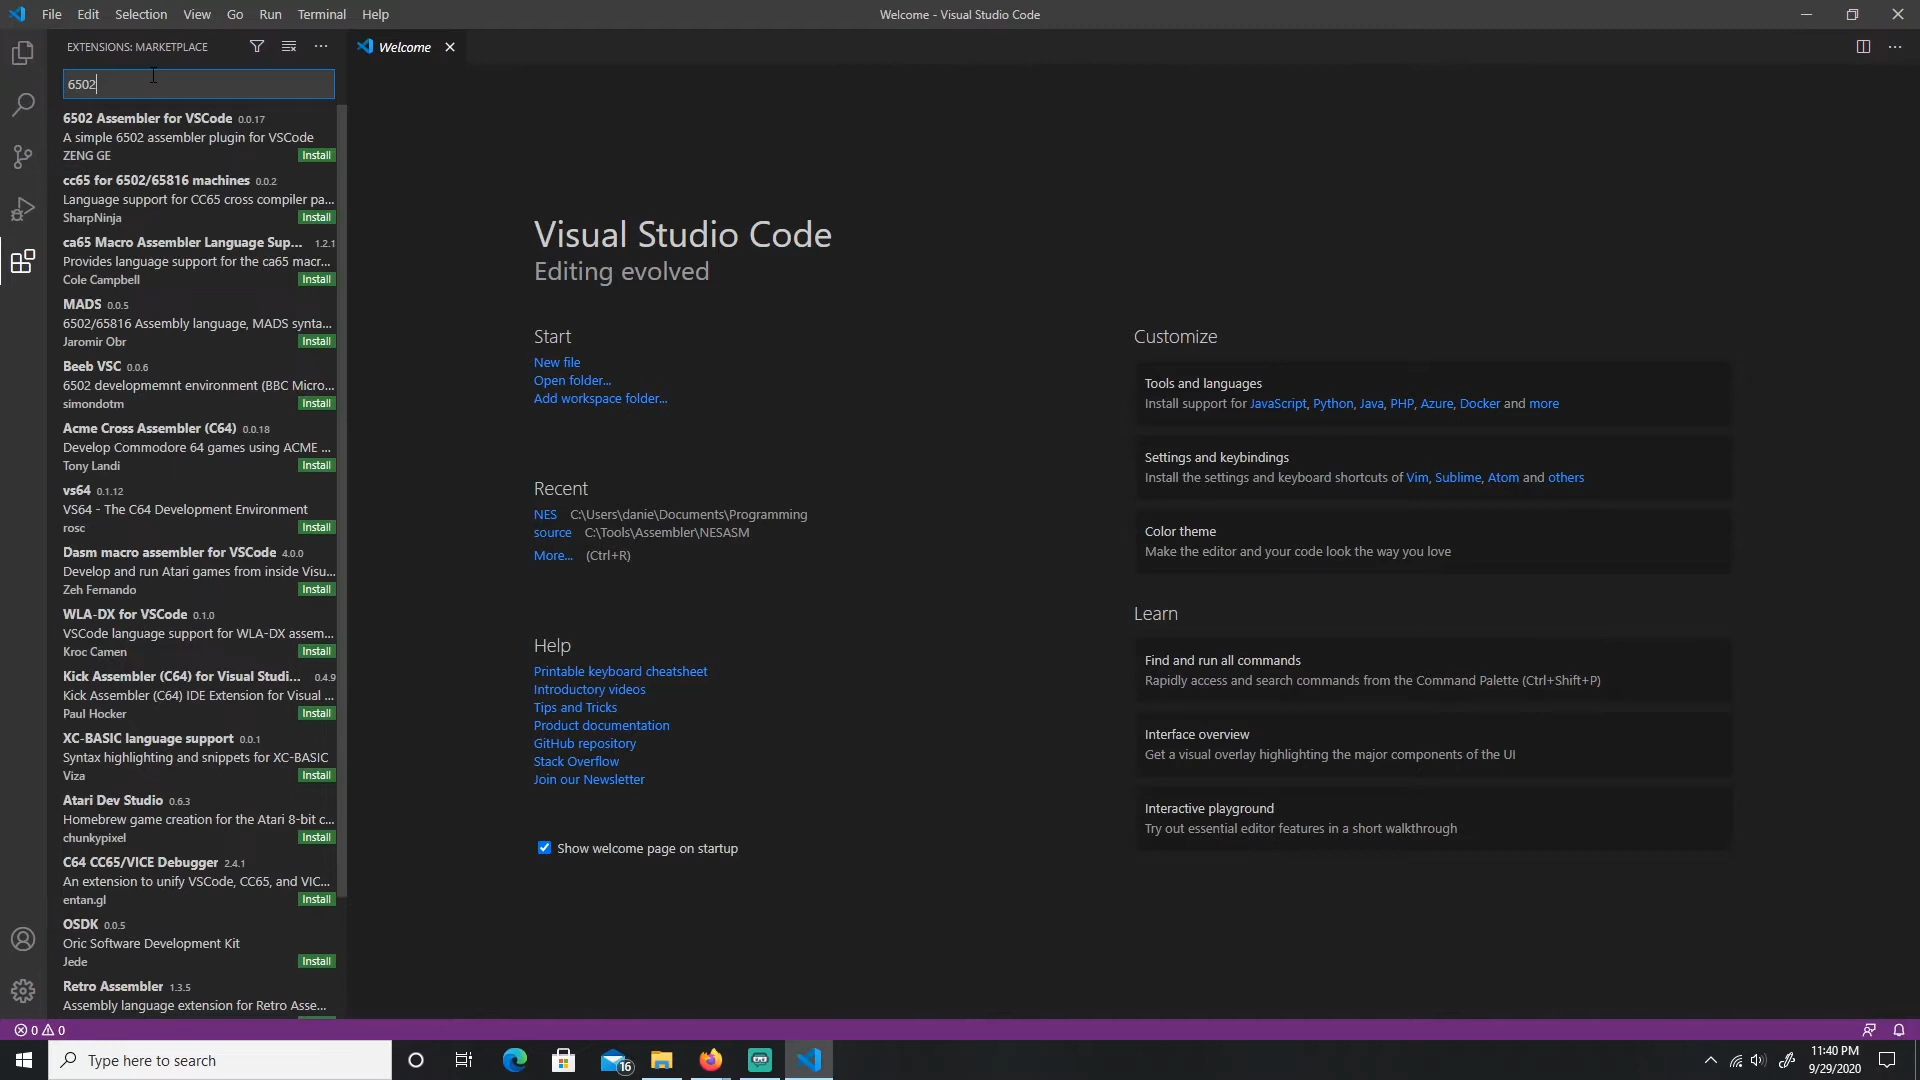 File Edit Selection View Go Run Terminal Help
Welcome - Visual Studio Code
EXTENSIONS: MARKETPLACE
Welcome
6502
6502 Assembler for VSCode 0.0.17
A simple 6502 assembler plugin for VSCode
ZENG GE Install
cc65 for 6502/65816 machines 0.0.2
Language support for CC65 cross compiler pa...
SharpNinja Install
ca65 Macro Assembler Language Sup... 1.2.1
Provides language support for the ca65 macr...
Cole Campbell Install
MADS 0.0.5
6502/65816 Assembly language, MADS synta...
Jaromir Obr Install
Beeb VSC 0.0.6
6502 developmemnt environment (BBC Micro...
simondotm Install
Acme Cross Assembler (C64) 0.0.18
Develop Commodore 64 games using ACME ...
Tony Landi Install
vs64 0.1.12
VS64 - The C64 Development Environment
rosc Install
Dasm macro assembler for VSCode 4.0.0
Develop and run Atari games from inside Visu...
Zeh Fernando Install
WLA-DX for VSCode 0.1.0
VSCode language support for WLA-DX assem...
Kroc Camen Install
Kick Assembler (C64) for Visual Studi... 0.4.9
Kick Assembler (C64) IDE Extension for Visual ...
Paul Hocker Install
XC-BASIC language support 0.0.1
Syntax highlighting and snippets for XC-BASIC
Viza Install
Atari Dev Studio 0.6.3
Homebrew game creation for the Atari 8-bit c...
chunkypixel Install
C64 CC65/VICE Debugger 2.4.1
An extension to unify VSCode, CC65, and VIC...
entan.gl Install
OSDK 0.0.5
Oric Software Development Kit
Jede Install
Retro Assembler 1.3.5
Assembly language extension for Retro Asse...
Visual Studio Code
Editing evolved
Start
New file
Open folder...
Add workspace folder...
Recent
NES C:\Users\danie\Documents\Programming
source C:\Tools\Assembler\NESASM
More... (Ctrl+R)
Help
Printable keyboard cheatsheet
Introductory videos
Tips and Tricks
Product documentation
GitHub repository
Stack Overflow
Join our Newsletter
Show welcome page on startup
Customize
Tools and languages
Install support for JavaScript, Python, Java, PHP, Azure, Docker and more
Settings and keybindings
Install the settings and keyboard shortcuts of Vim, Sublime, Atom and others
Color theme
Make the editor and your code look the way you love
Learn
Find and run all commands
Rapidly access and search commands from the Command Palette (Ctrl+Shift+P)
Interface overview
Get a visual overlay highlighting the major components of the UI
Interactive playground
Try out essential editor features in a short walkthrough
0 0
Type here to search
16
11:40 PM
9/29/2020